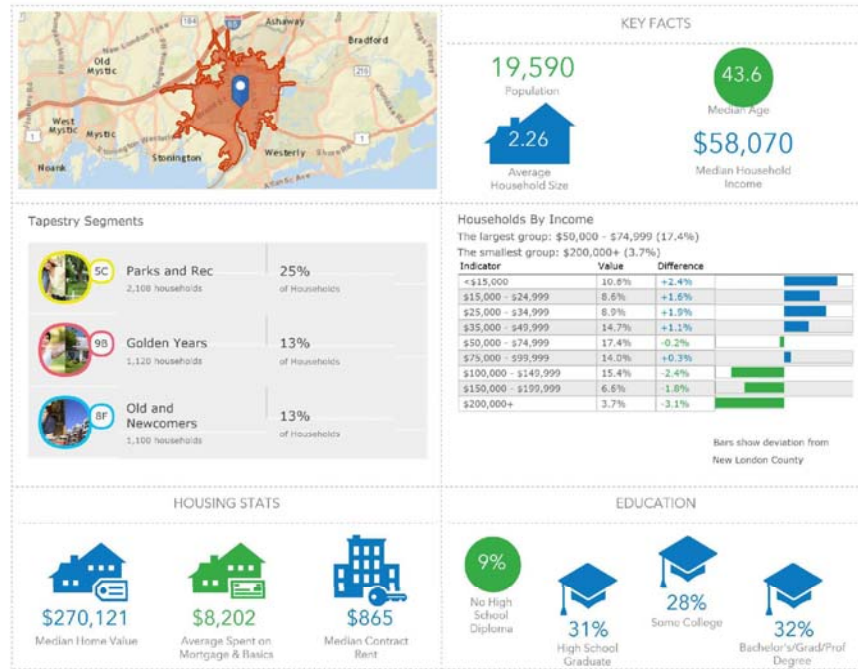 184
95
Ashaway
Bradford
Old
Mystic
216
West
Mystic
Mystic
1
1
Noank
Stonington
Westerly
KEY FACTS
19,590
Population
43.6
Median Age
2.26
Average
Household Size
$58,070
Median Household
Income
Tapestry Segments
5C
Parks and Rec
2,108 households
25%
of Households
9B
Golden Years
1,120 households
13%
of Households
8F
Old and
Newcomers
1,100 households
13%
of Households
Households By Income
The largest group: $50,000 - $74,999 (17.4%)
The smallest group: $200,000+ (3.7%)
Indicator Value Difference
<$15,000 10.8% +2.4%
$15,000 - $24,999 8.6% +1.6%
$25,000 - $34,999 8.9% +1.9%
$35,000 - $49,999 14.7% +1.1%
$50,000 - $74,999 17.4% -0.2%
$75,000 - $99,999 14.0% +0.3%
$100,000 - $149,999 15.4% -2.4%
$150,000 - $199,999 6.6% -1.8%
$200,000+ 3.7% -3.1%
Bars show deviation from
New London County
HOUSING STATS
$270,121
Median Home Value
$8,202
Average Spent on
Mortgage & Basics
$865
Median Contract
Rent
EDUCATION
9%
No High
School
Diploma
31%
High School
Graduate
28%
Some College
32%
Bachelor's/Grad/Prof
Degree